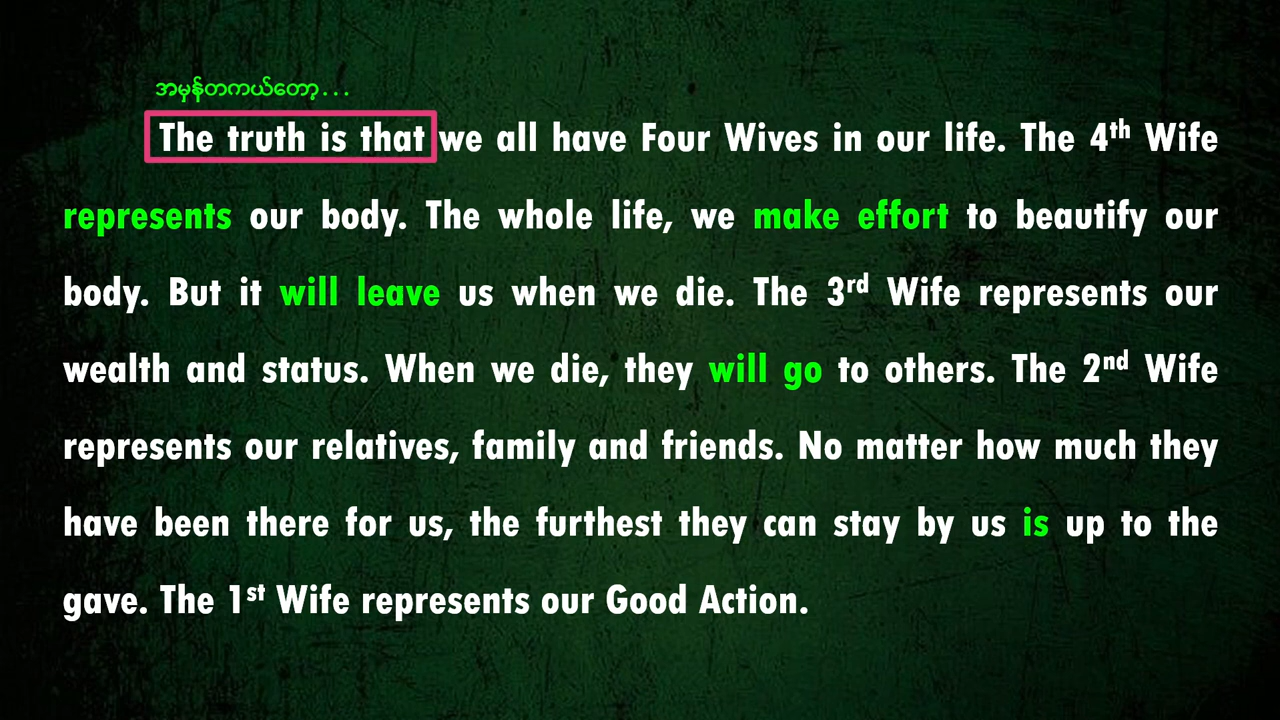 အမှန်တကယ်တော့...
The truth is that we all have Four Wives in our life. The 4th Wife
represents our body. The whole life, we make effort to beautify our
body. But it will leave us when we die. The 3rd Wife represents our
wealth and status. When we die, they will go to others. The 2nd Wife
represents our relatives, family and friends. No matter how much they
have been there for us, the furthest they can stay by us is up to the
gave. The 1st Wife represents our Good Action.